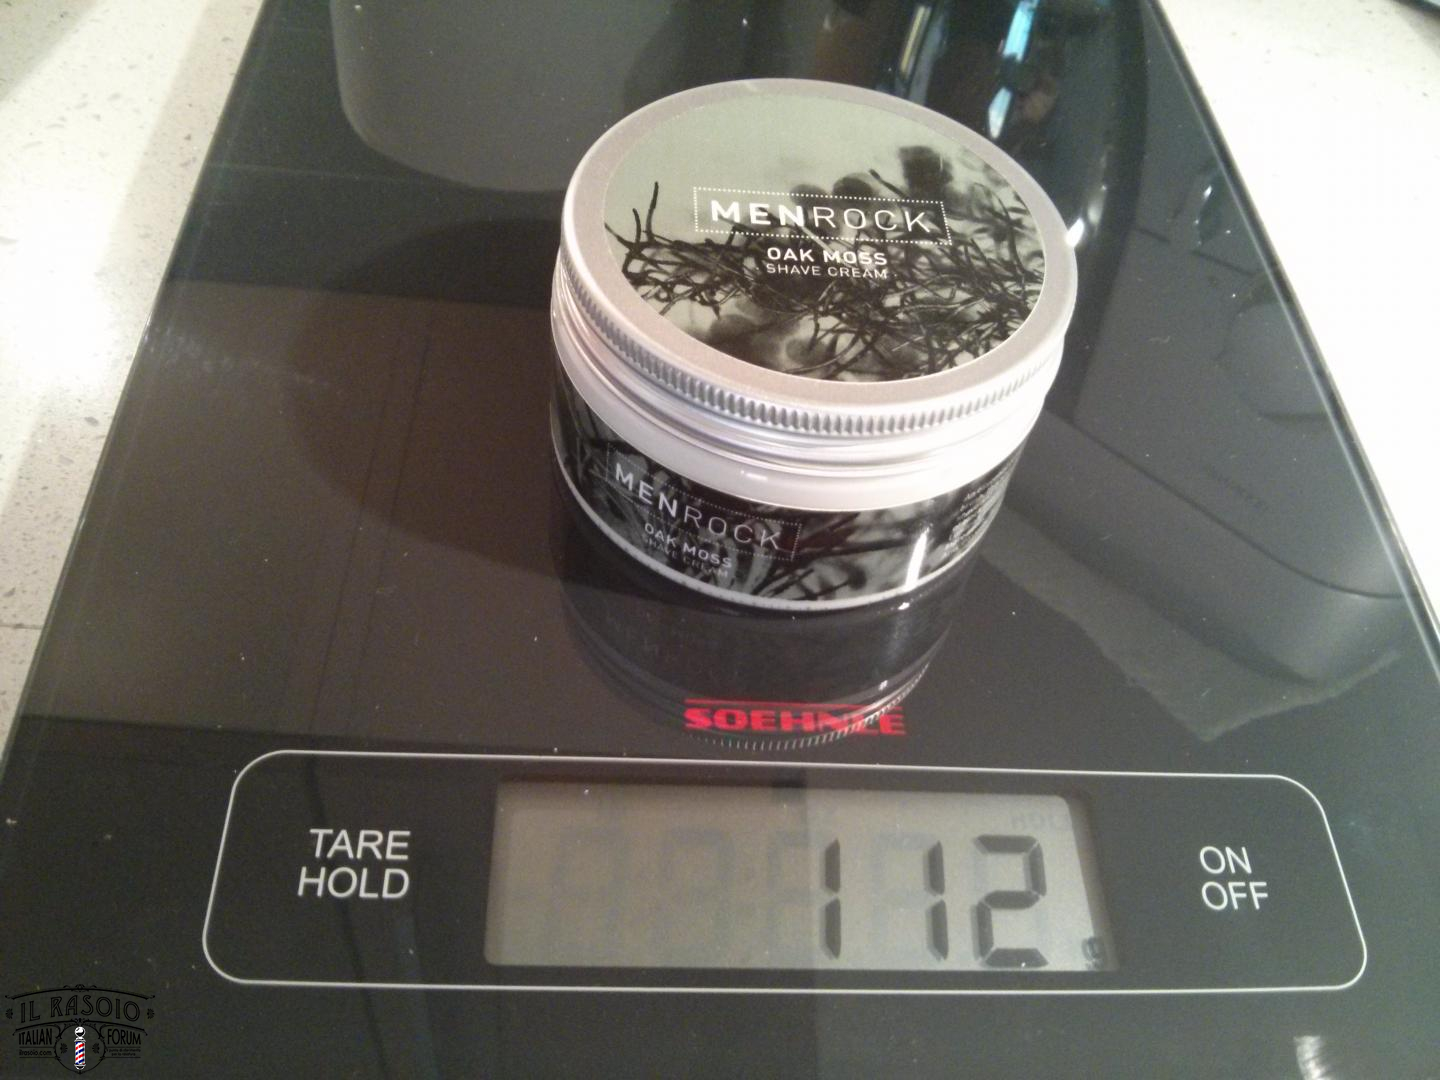 MENROCK
OAK MOSS
SHAVE CREAM
MENROCK
OAK MOSS
SHAVE CREAM
SOEHNLE
TARE
HOLD
172
g
ON
OFF
IL RASOIO
ITALIAN
FORUM